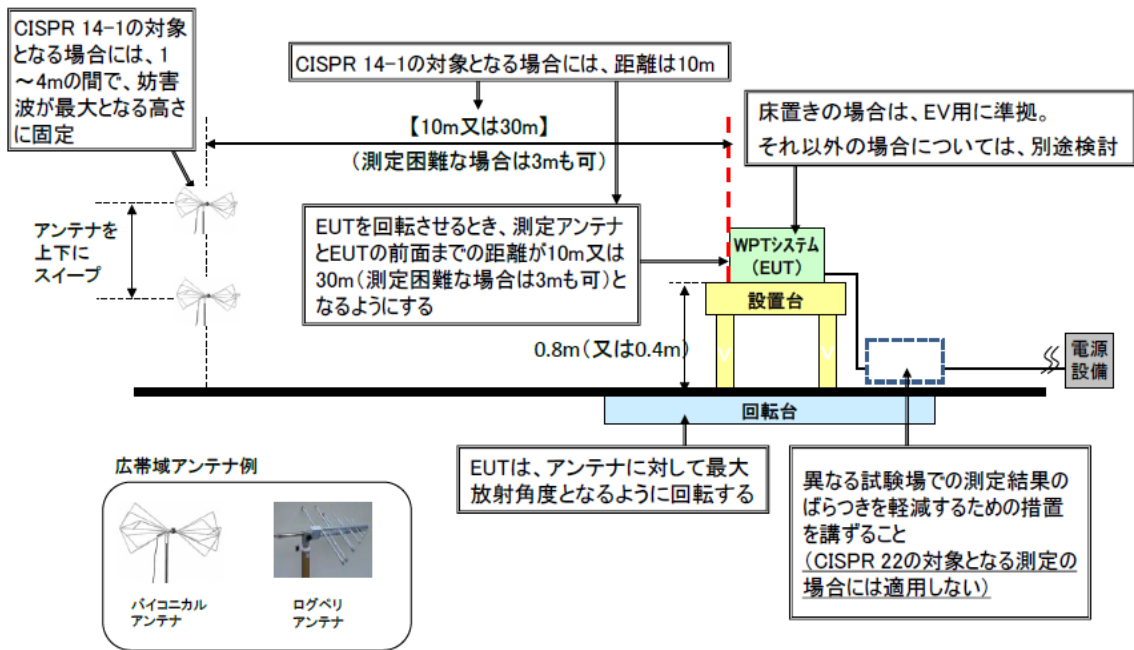 CISPR 14-1の対象
となる場合には、1
～4mの間で、妨害
波が最大となる高さ
に固定
CISPR 14-1の対象となる場合には、距離は10m
【10m又は30m】
(測定困難な場合は3mも可)
床置きの場合は、EV用に準拠。
それ以外の場合については、別途検討
アンテナを
上下に
スイープ
EUTを回転させるとき、測定アンテナ
とEUTの前面までの距離が10m又は
30m(測定困難な場合は3mも可)と
なるようにする
WPTシステム
(EUT)
設置台
0.8m(又は0.4m)
V
V
電源
設備
回転台
EUTは、アンテナに対して最大
放射角度となるように回転する
異なる試験場での測定結果の
ばらつきを軽減するための措置
を講ずること
(CISPR 22の対象となる測定の
場合には適用しない)
広帯域アンテナ例
バイコニカル
アンテナ
ログペリ
アンテナ